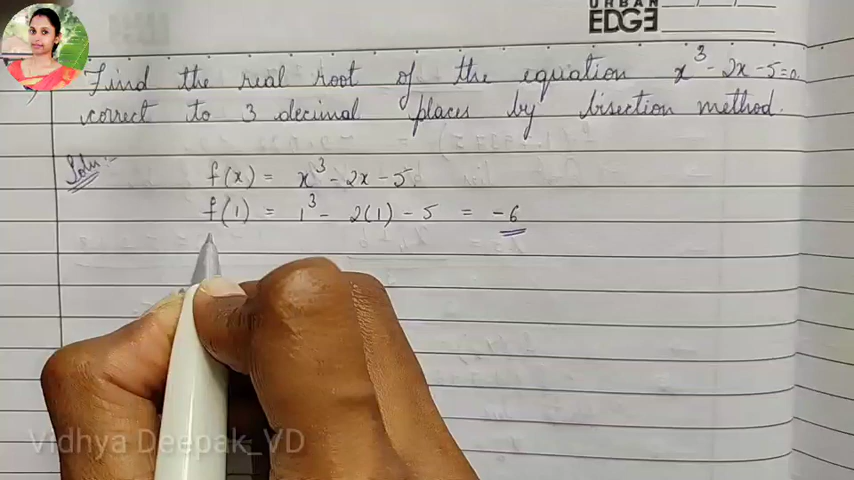 URBAN
EDGE
Find the real root of the equation x³ - 2x - 5 = 0.
correct to 3 decimal places by bisection method.
Soln:-
f(x) = x³ - 2x - 5
f(1) = 1³ - 2(1) - 5 = -6
Vidhya Deepak_VD